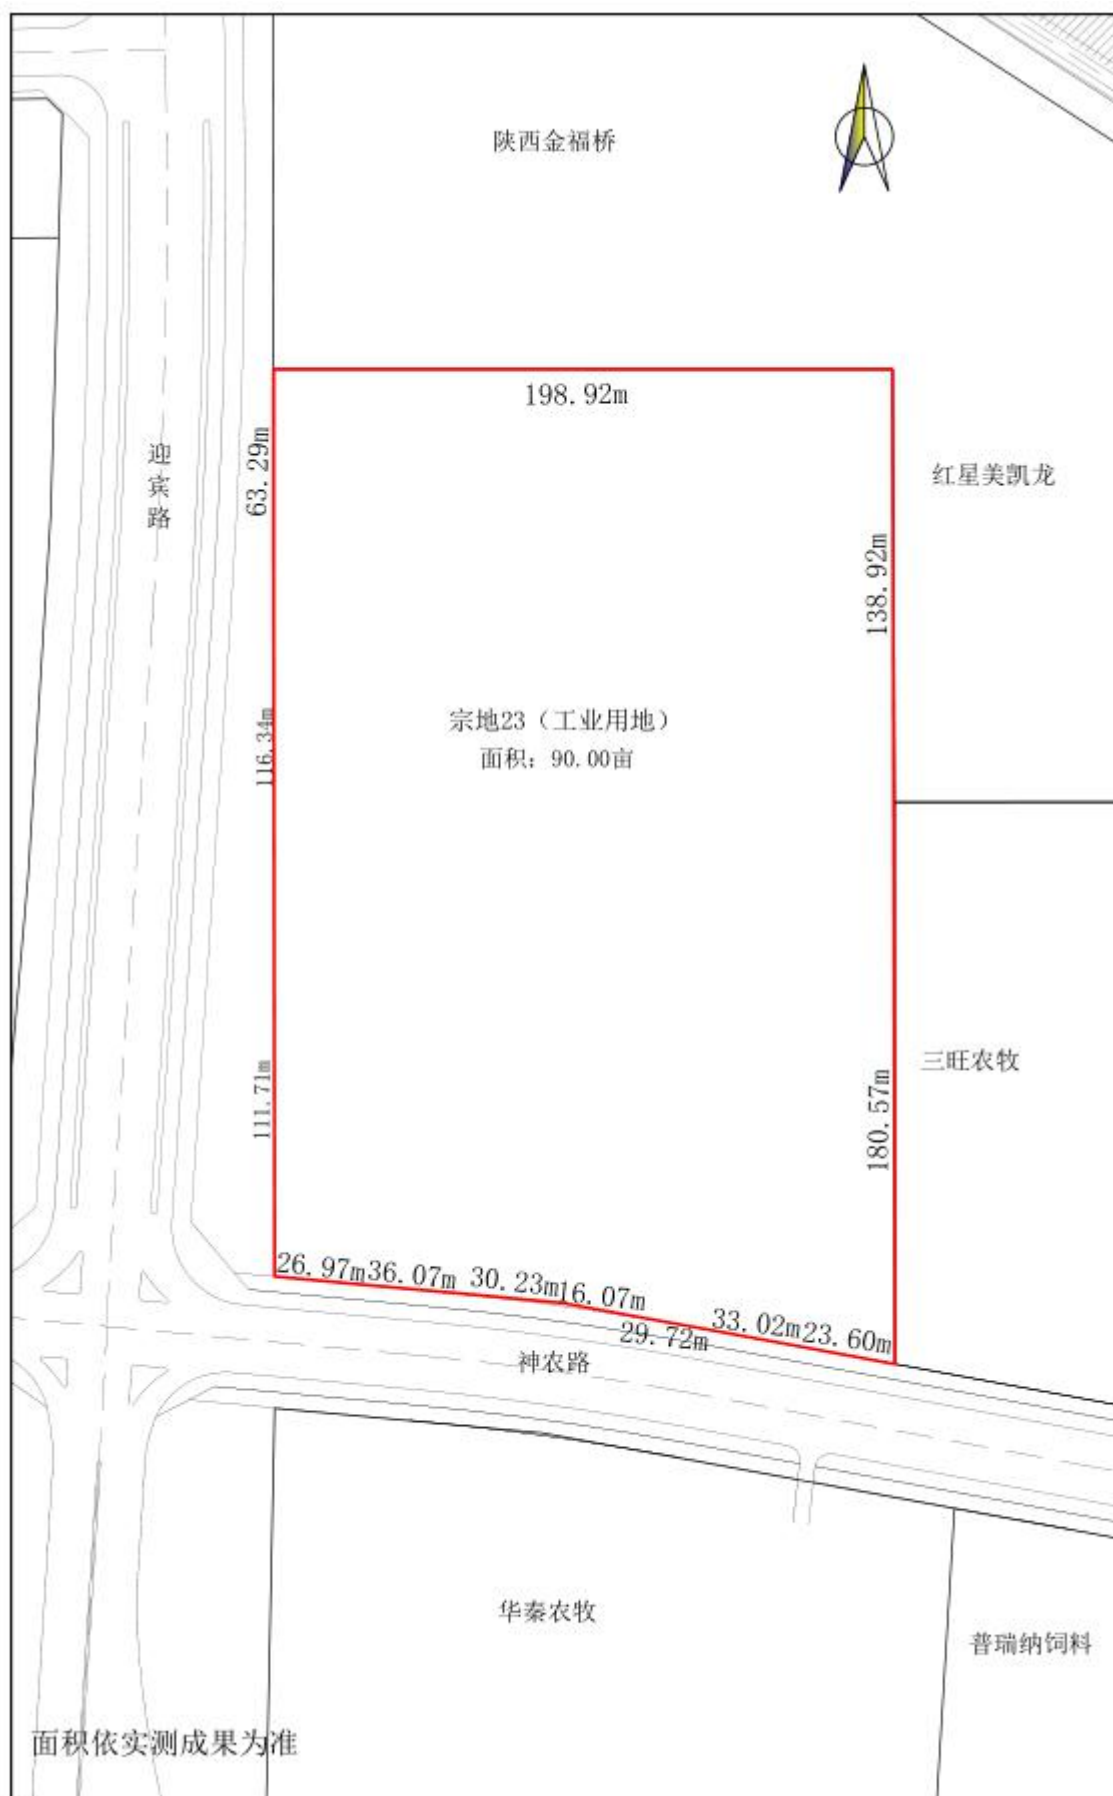 陕西金福桥
198.92m
迎宾路
63.29m
红星美凯龙
138.92m
宗地23（工业用地）
面积：90.00亩
116.34m
111.71m
三旺农牧
180.57m
26.97m
36.07m
30.23m
16.07m
29.72m
33.02m
23.60m
神农路
华秦农牧
普瑞纳饲料
面积依实测成果为准